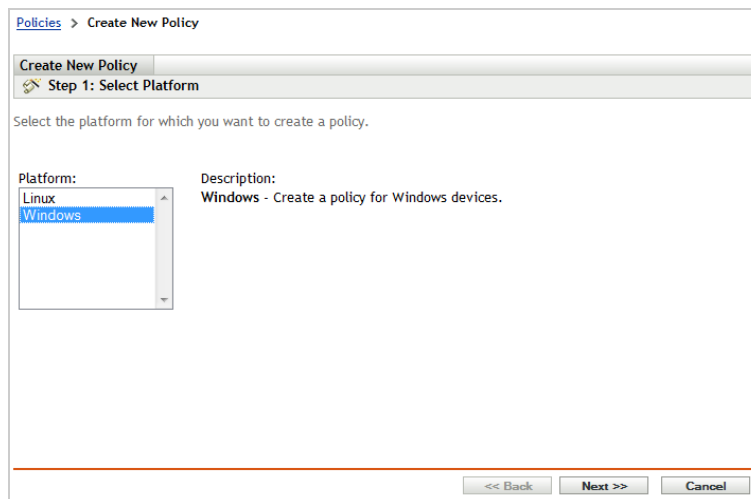 Policies > Create New Policy
Create New Policy
Step 1: Select Platform
Select the platform for which you want to create a policy.
Platform:
Linux
Windows
Description:
Windows - Create a policy for Windows devices.
<< Back
Next >>
Cancel